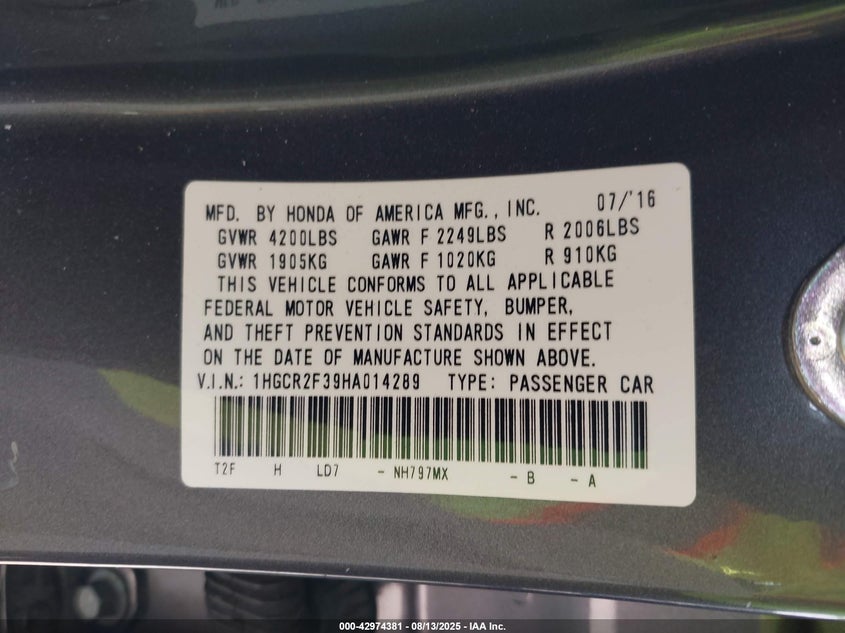 MFD. BY HONDA OF AMERICA MFG., INC. 07/'16
GVWR 4200LBS GAWR F 2249LBS R 2006LBS
GVWR 1905KG GAWR F 1020KG R 910KG
THIS VEHICLE CONFORMS TO ALL APPLICABLE
FEDERAL MOTOR VEHICLE SAFETY, BUMPER,
AND THEFT PREVENTION STANDARDS IN EFFECT
ON THE DATE OF MANUFACTURE SHOWN ABOVE.
V.I.N.: 1HGCR2F39HA014289 TYPE: PASSENGER CAR
T2F H LD7 - NH797MX - B - A
000-42974381 - 08/13/2025 - IAA Inc.